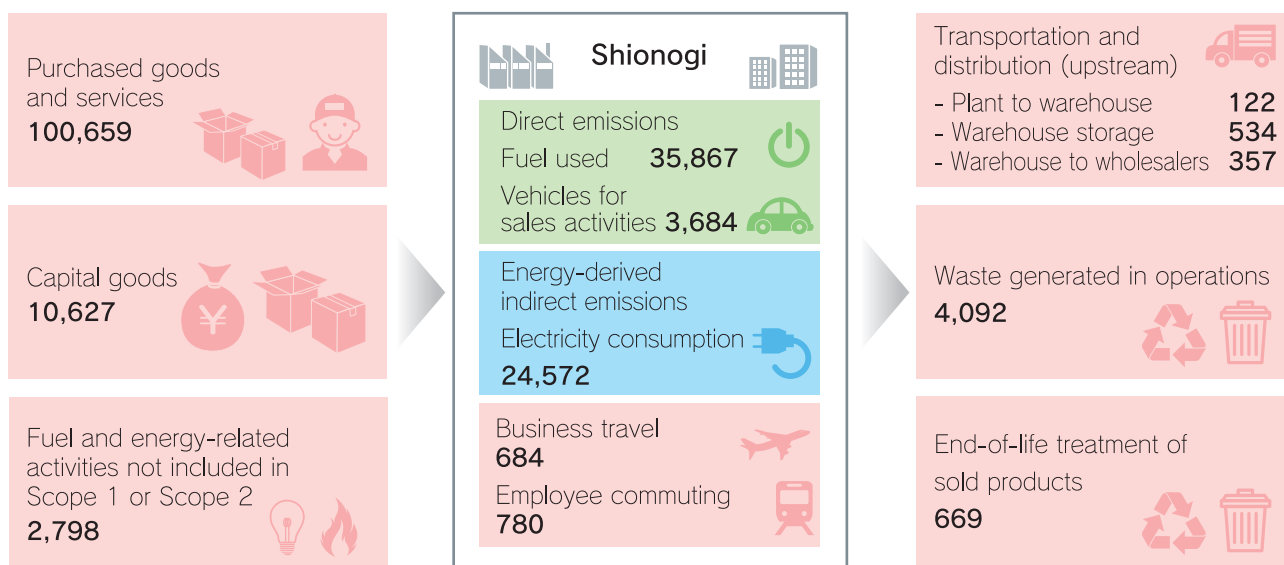 Purchased goods
and services
100,659
Capital goods
10,627
¥
Fuel and energy-related
activities not included in
Scope 1 or Scope 2
2,798
Shionogi
Direct emissions
Fuel used 35,867
Vehicles for
sales activities 3,684
Energy-derived
indirect emissions
Electricity consumption
24,572
Business travel
684
Employee commuting
780
Transportation and
distribution (upstream)
- Plant to warehouse 122
- Warehouse storage 534
- Warehouse to wholesalers 357
Waste generated in operations
4,092
End-of-life treatment of
sold products
669